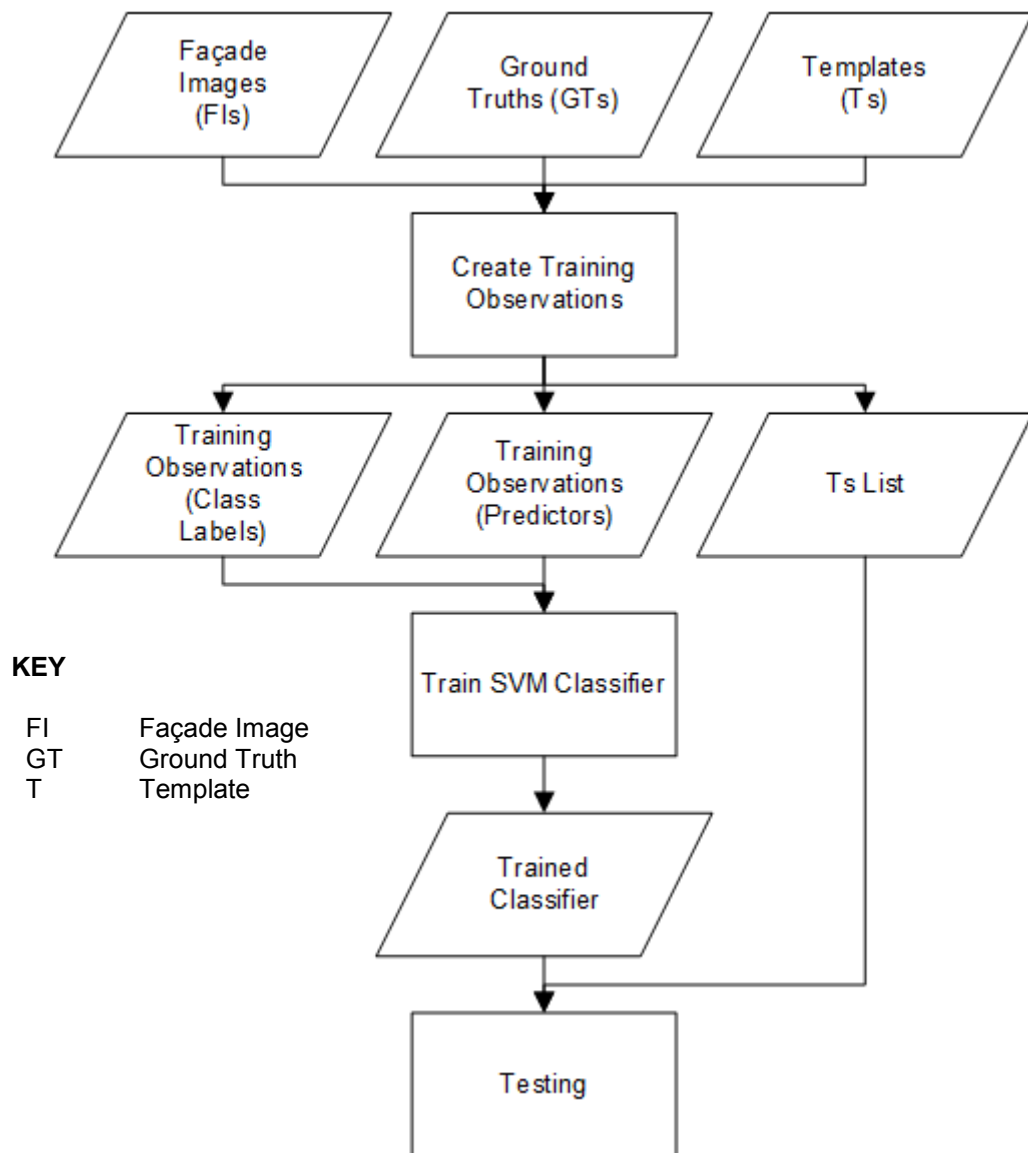 Façade
Images
(FIs)
Ground
Truths (GTs)
Templates
(Ts)
Create Training
Observations
Training
Observations
(Class
Labels)
Training
Observations
(Predictors)
Ts List
Train SVM Classifier
KEY
FI Façade Image
GT Ground Truth
T Template
Trained
Classifier
Testing